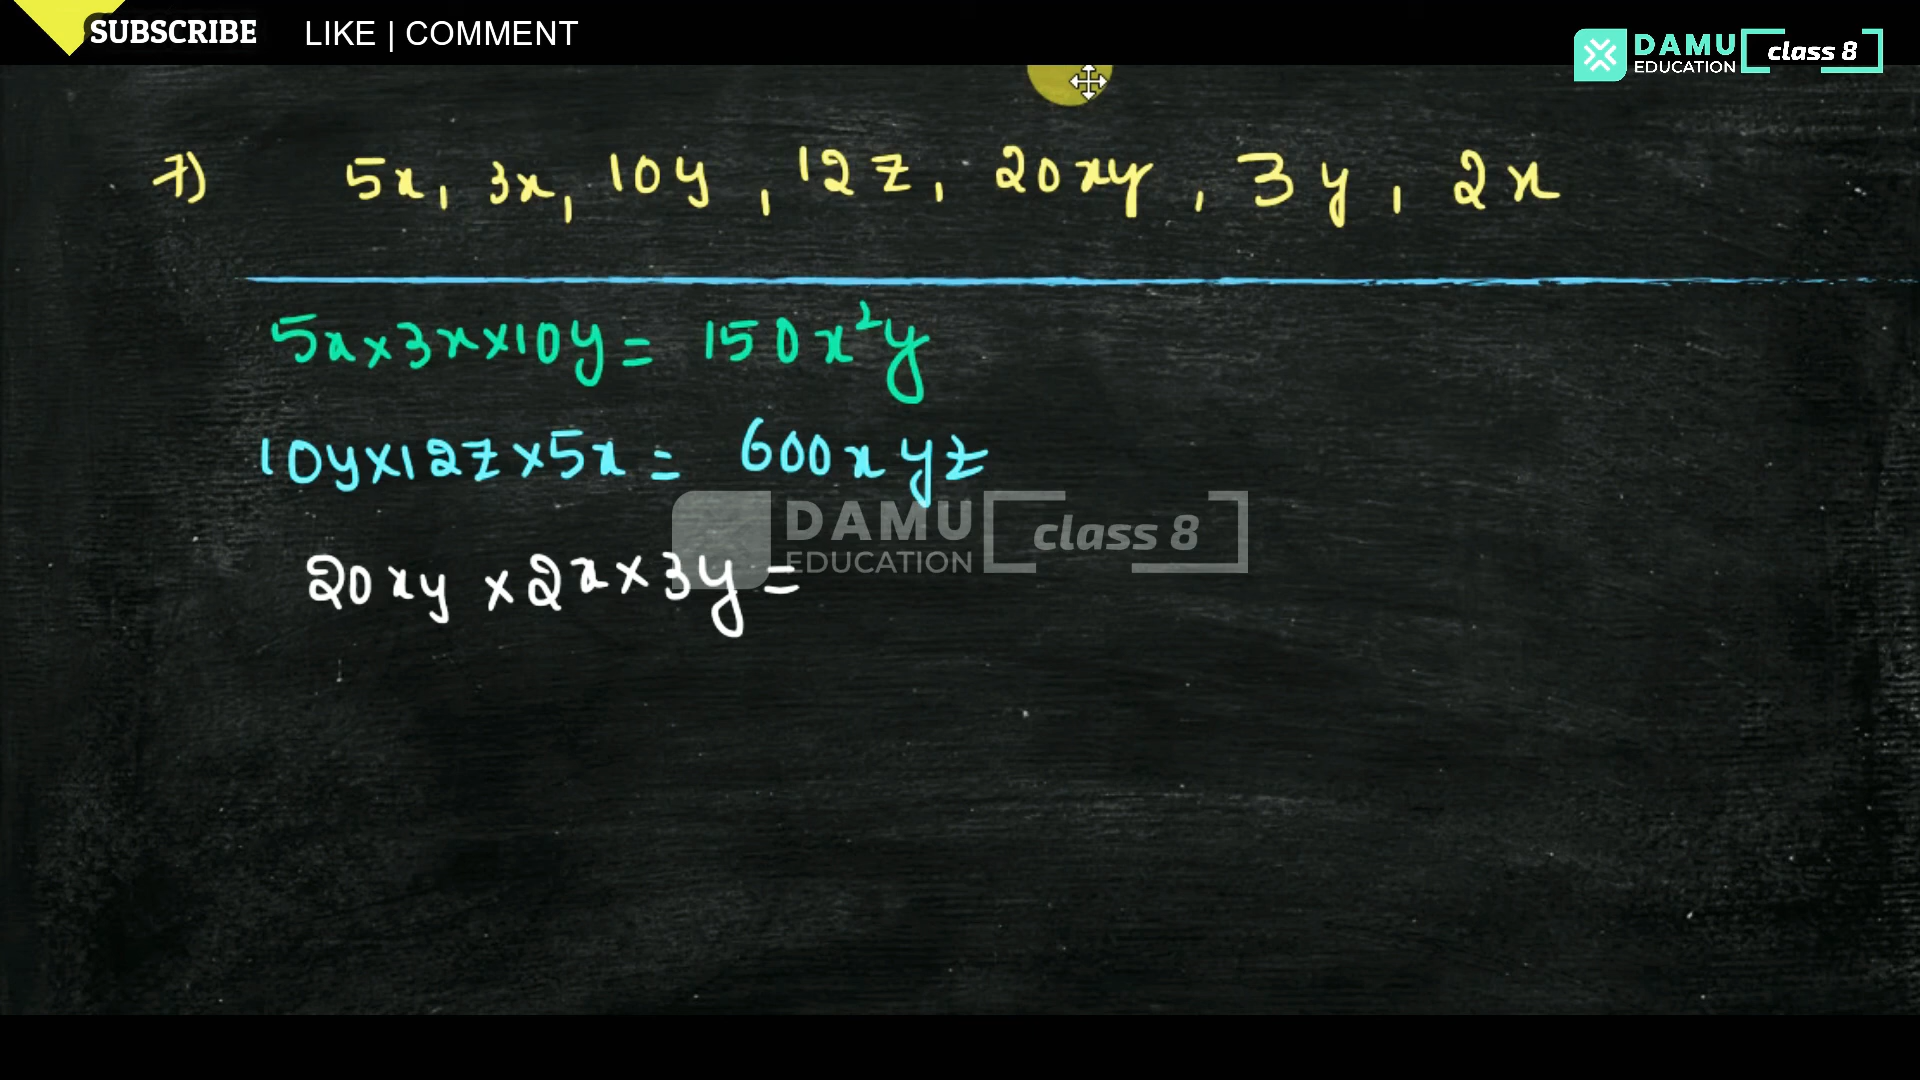 SUBSCRIBE LIKE | COMMENT
DAMU EDUCATION class 8
7) 5x, 3x, 10y, 12z, 20xy, 3y, 2x
5x×3x×10y = 150x²y
10y×12z×5x = 600xyz
DAMU EDUCATION class 8
20xy ×2x×3y =